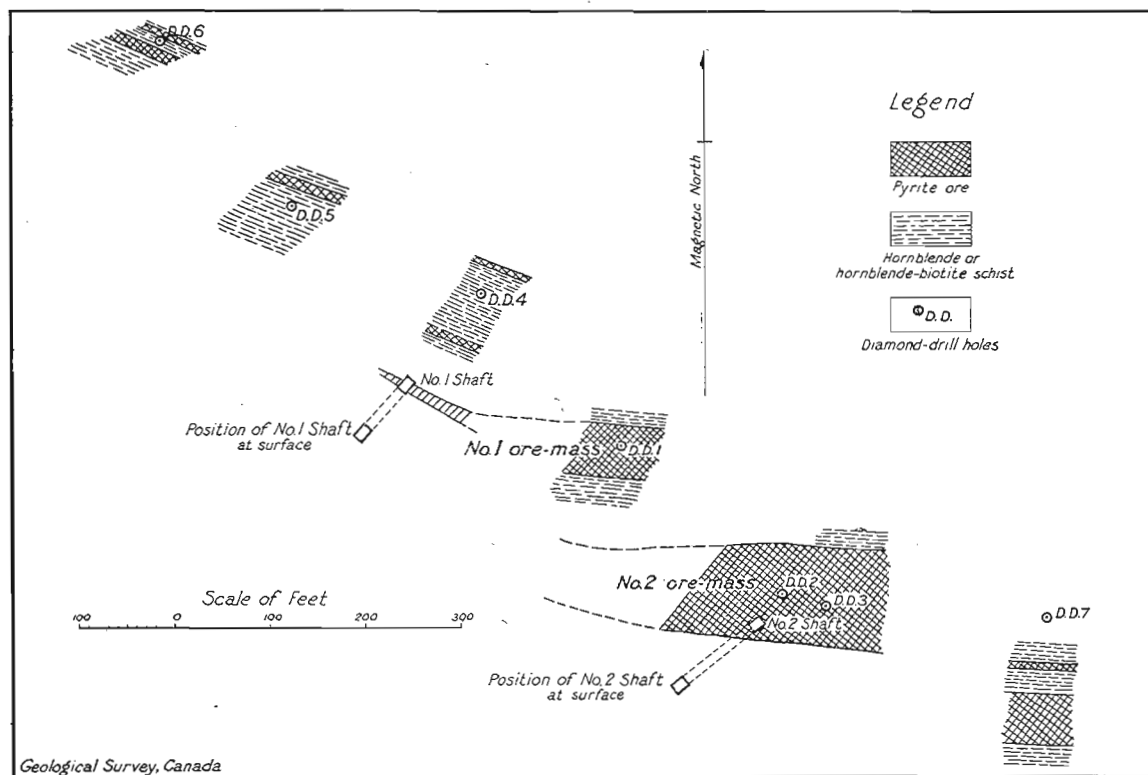 D.D.6
Legend
Pyrite ore
Hornblende or
hornblende-biotite schist
D.D.
Diamond-drill holes
Magnetic North
D.D.5
D.D.4
No.1 Shaft
Position of No.1 Shaft
at surface
No.1 ore-mass
D.D.1
No.2 ore-mass
D.D.2
D.D.3
No.2 Shaft
Position of No.2 Shaft
at surface
D.D.7
Scale of Feet
100 0 100 200 300
Geological Survey, Canada